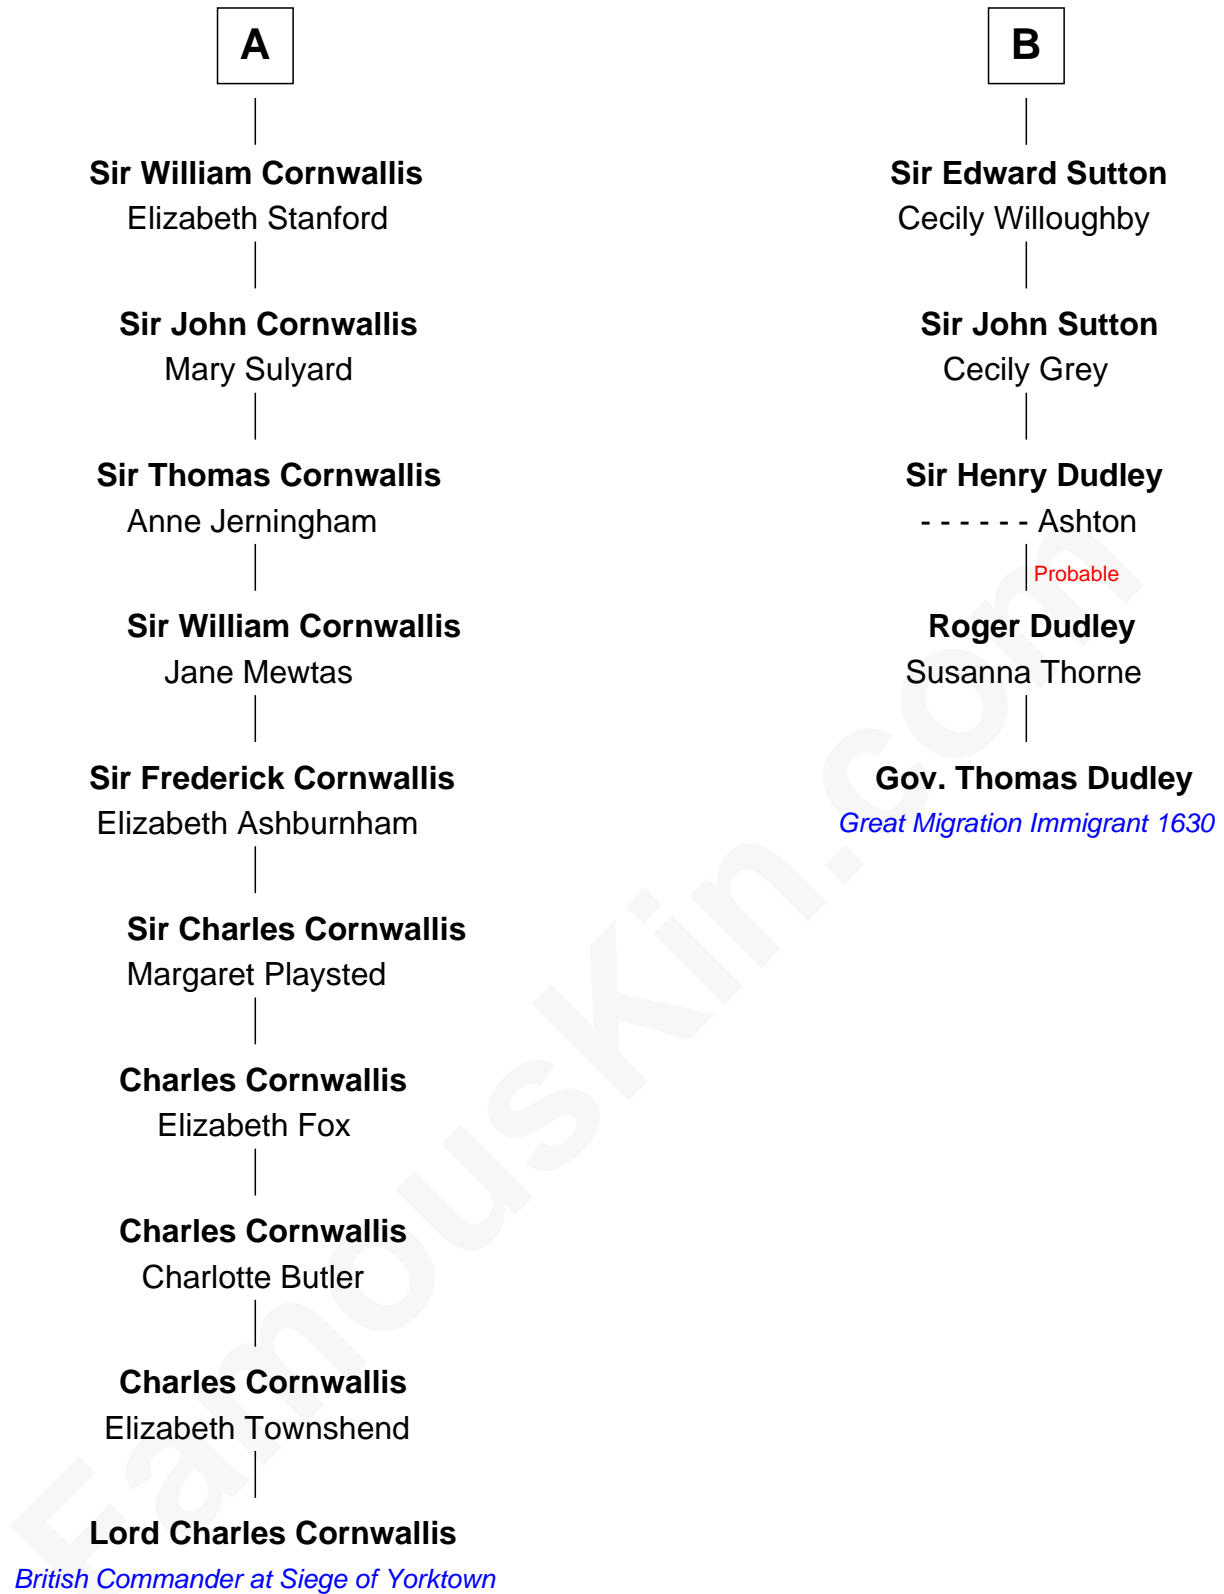 A
Sir William Cornwallis
Elizabeth Stanford
Sir John Cornwallis
Mary Sulyard
Sir Thomas Cornwallis
Anne Jerningham
Sir William Cornwallis
Jane Mewtas
Sir Frederick Cornwallis
Elizabeth Ashburnham
Sir Charles Cornwallis
Margaret Playsted
Charles Cornwallis
Elizabeth Fox
Charles Cornwallis
Charlotte Butler
Charles Cornwallis
Elizabeth Townshend
Lord Charles Cornwallis
British Commander at Siege of Yorktown
B
Sir Edward Sutton
Cecily Willoughby
Sir John Sutton
Cecily Grey
Sir Henry Dudley
- - - - - - Ashton
Probable
Roger Dudley
Susanna Thorne
Gov. Thomas Dudley
Great Migration Immigrant 1630
FamousKin.com